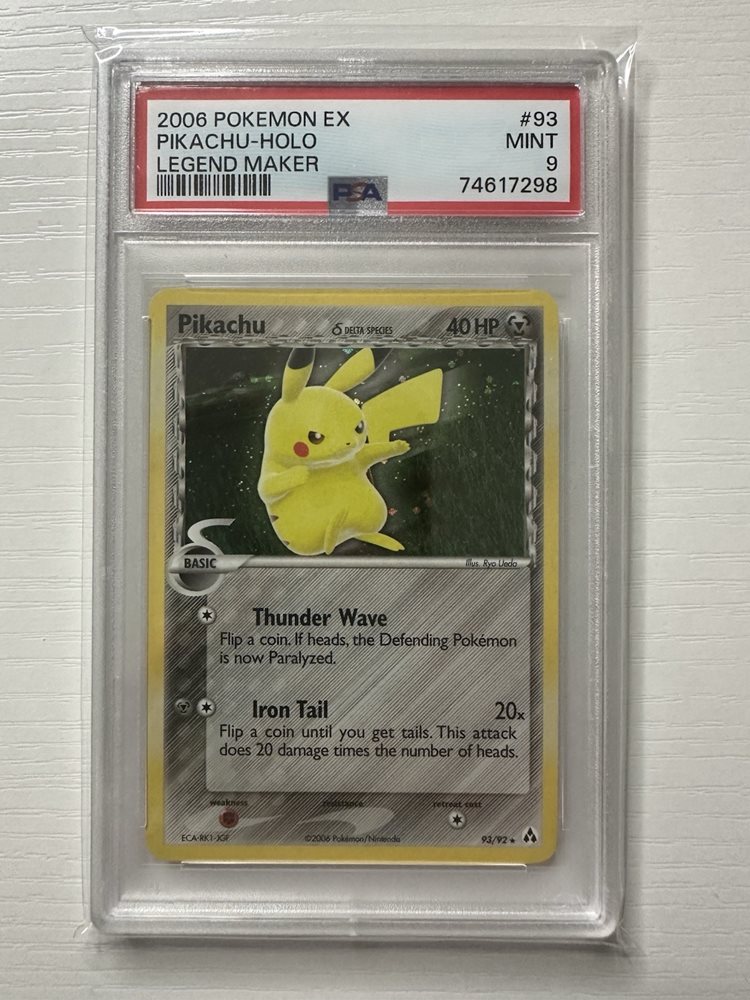 2006 POKEMON EX #93
PIKACHU-HOLO MINT
LEGEND MAKER 9
PSA 74617298
Pikachu δ DELTA SPECIES 40 HP
BASIC Illus. Ryo Ueda
Thunder Wave
Flip a coin. If heads, the Defending Pokémon
is now Paralyzed.
Iron Tail 20x
Flip a coin until you get tails. This attack
does 20 damage times the number of heads.
weakness resistance retreat cost
ECA-RK1-JGF ©2006 Pokémon/Nintendo 93/92 ★